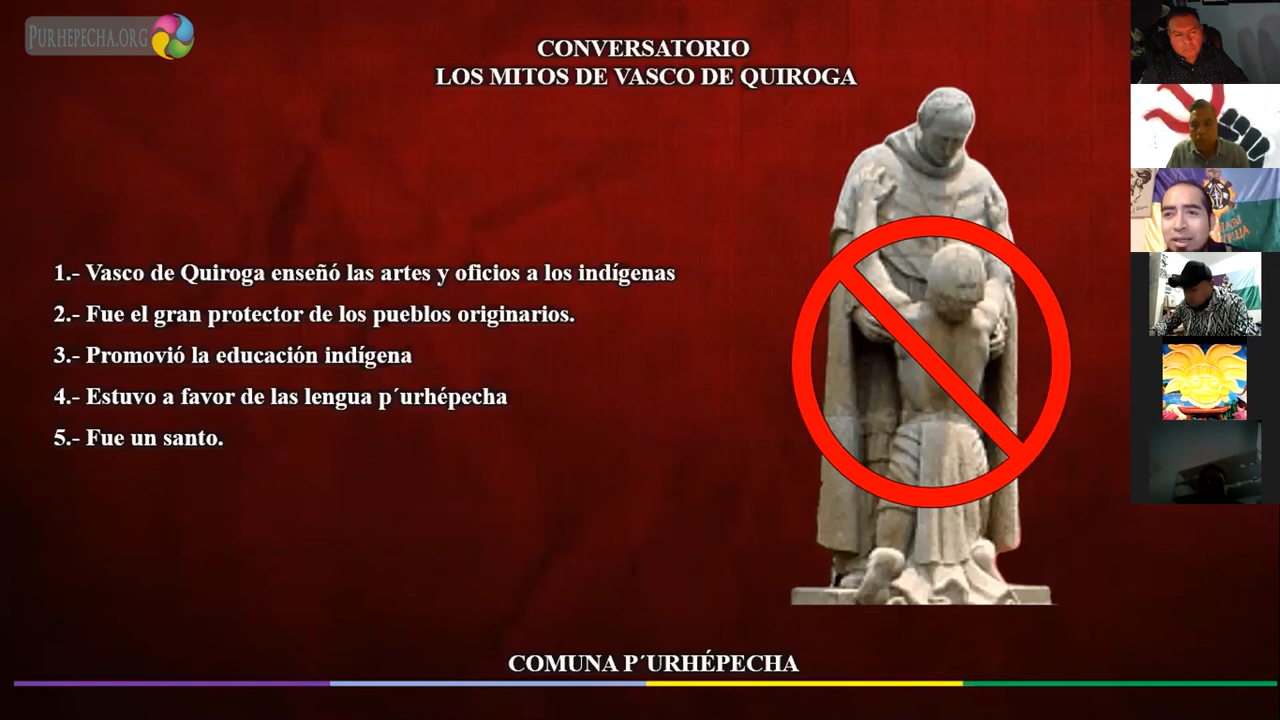 PURHEPECHA.ORG
CONVERSATORIO
LOS MITOS DE VASCO DE QUIROGA
1.- Vasco de Quiroga enseñó las artes y oficios a los indígenas
2.- Fue el gran protector de los pueblos originarios.
3.- Promovió la educación indígena
4.- Estuvo a favor de las lengua p´urhépecha
5.- Fue un santo.
COMUNA P´URHÉPECHA